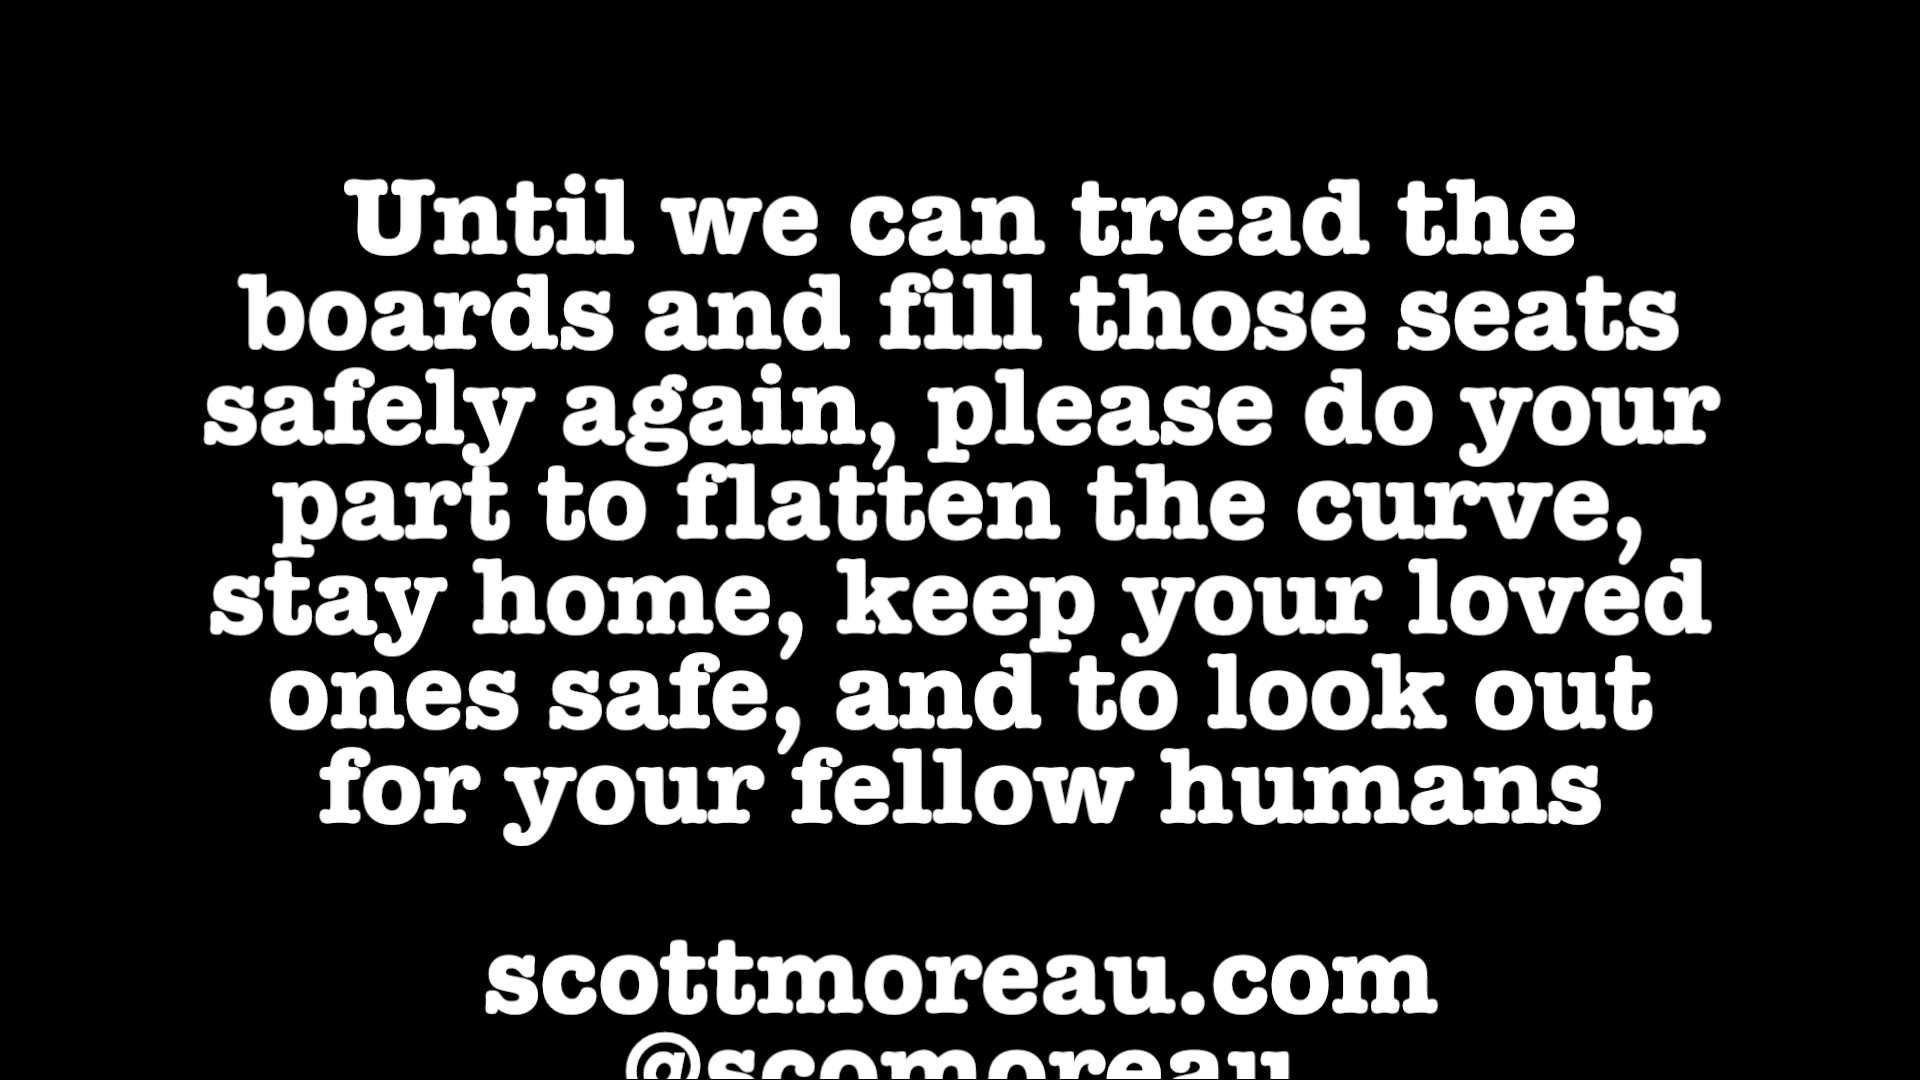 Until we can tread the
boards and fill those seats
safely again, please do your
part to flatten the curve,
stay home, keep your loved
ones safe, and to look out
for your fellow humans
scottmoreau.com
@scomoreau